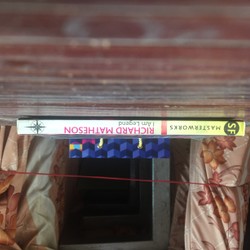 SF
MASTERWORKS
RICHARD MATHESON
I Am Legend